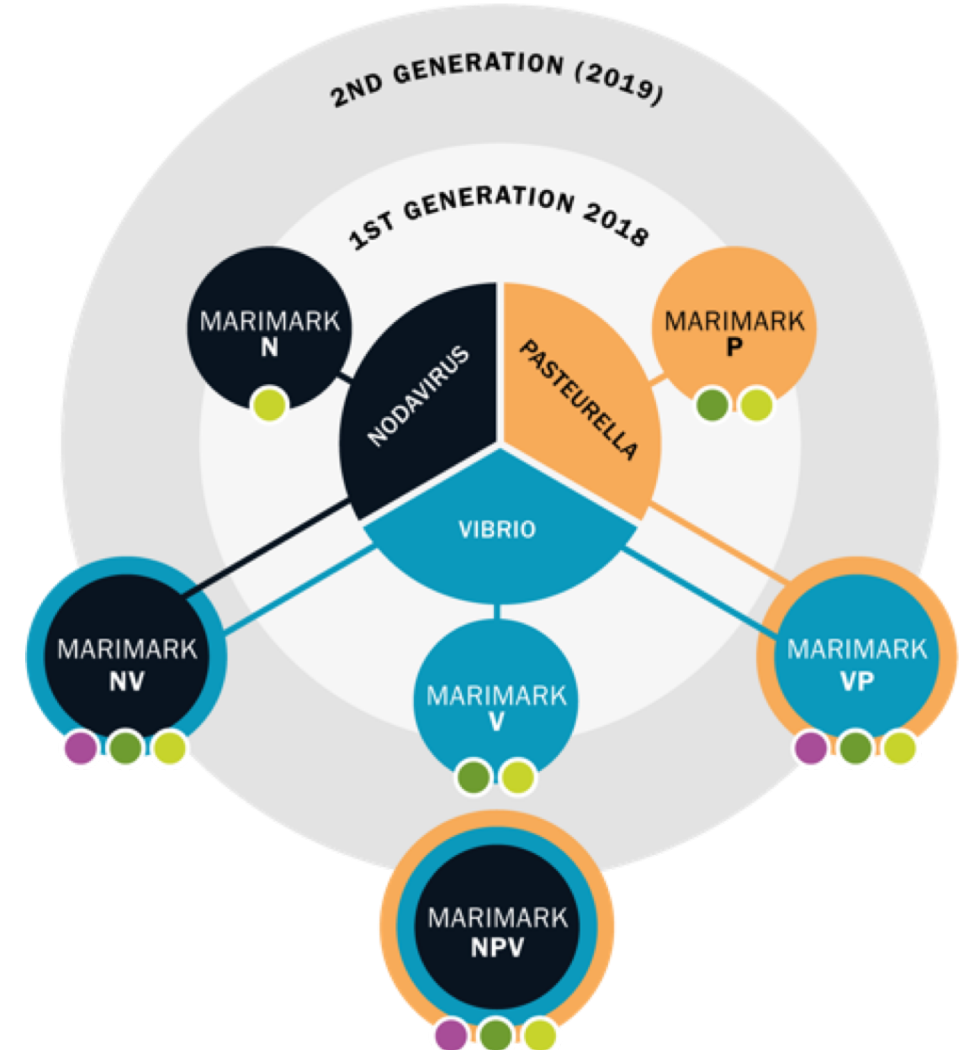 2ND GENERATION (2019)
1ST GENERATION 2018
MARIMARK
N
MARIMARK
P
NODAVIRUS
PASTEURELLA
VIBRIO
MARIMARK
NV
MARIMARK
V
MARIMARK
VP
MARIMARK
NPV